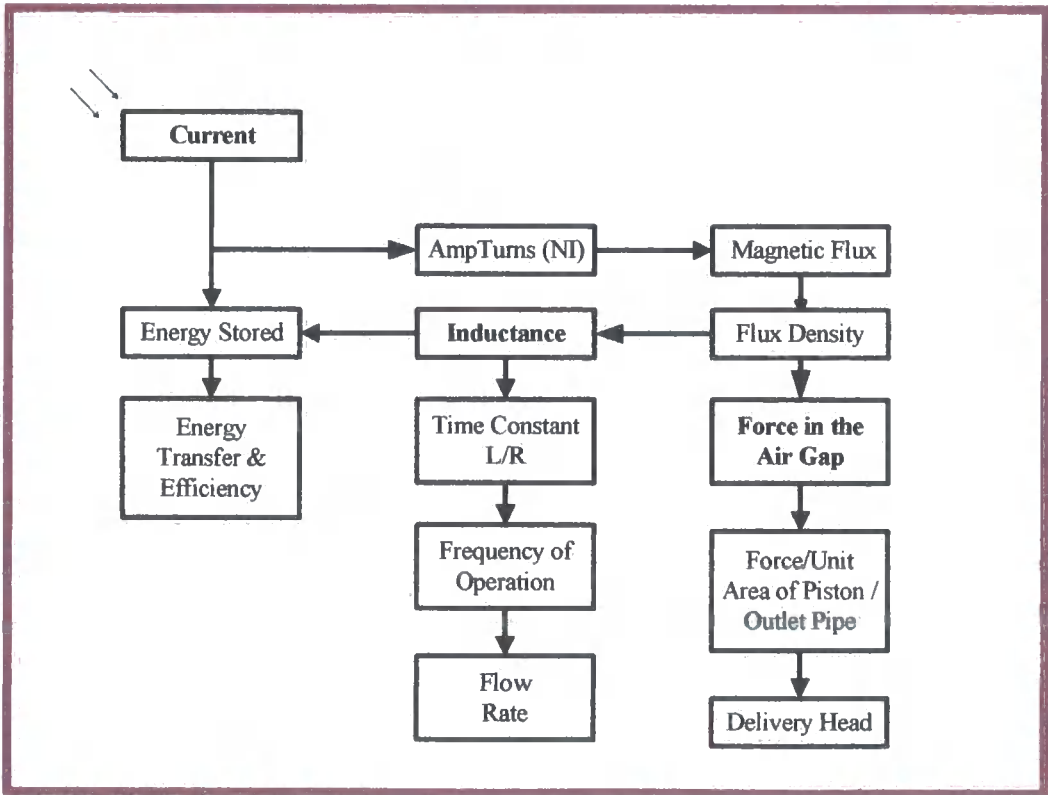 Current
AmpTurns (NI)
Magnetic Flux
Energy Stored
Inductance
Flux Density
Energy
Transfer &
Efficiency
Time Constant
L/R
Force in the
Air Gap
Frequency of
Operation
Force/Unit
Area of Piston /
Outlet Pipe
Flow
Rate
Delivery Head